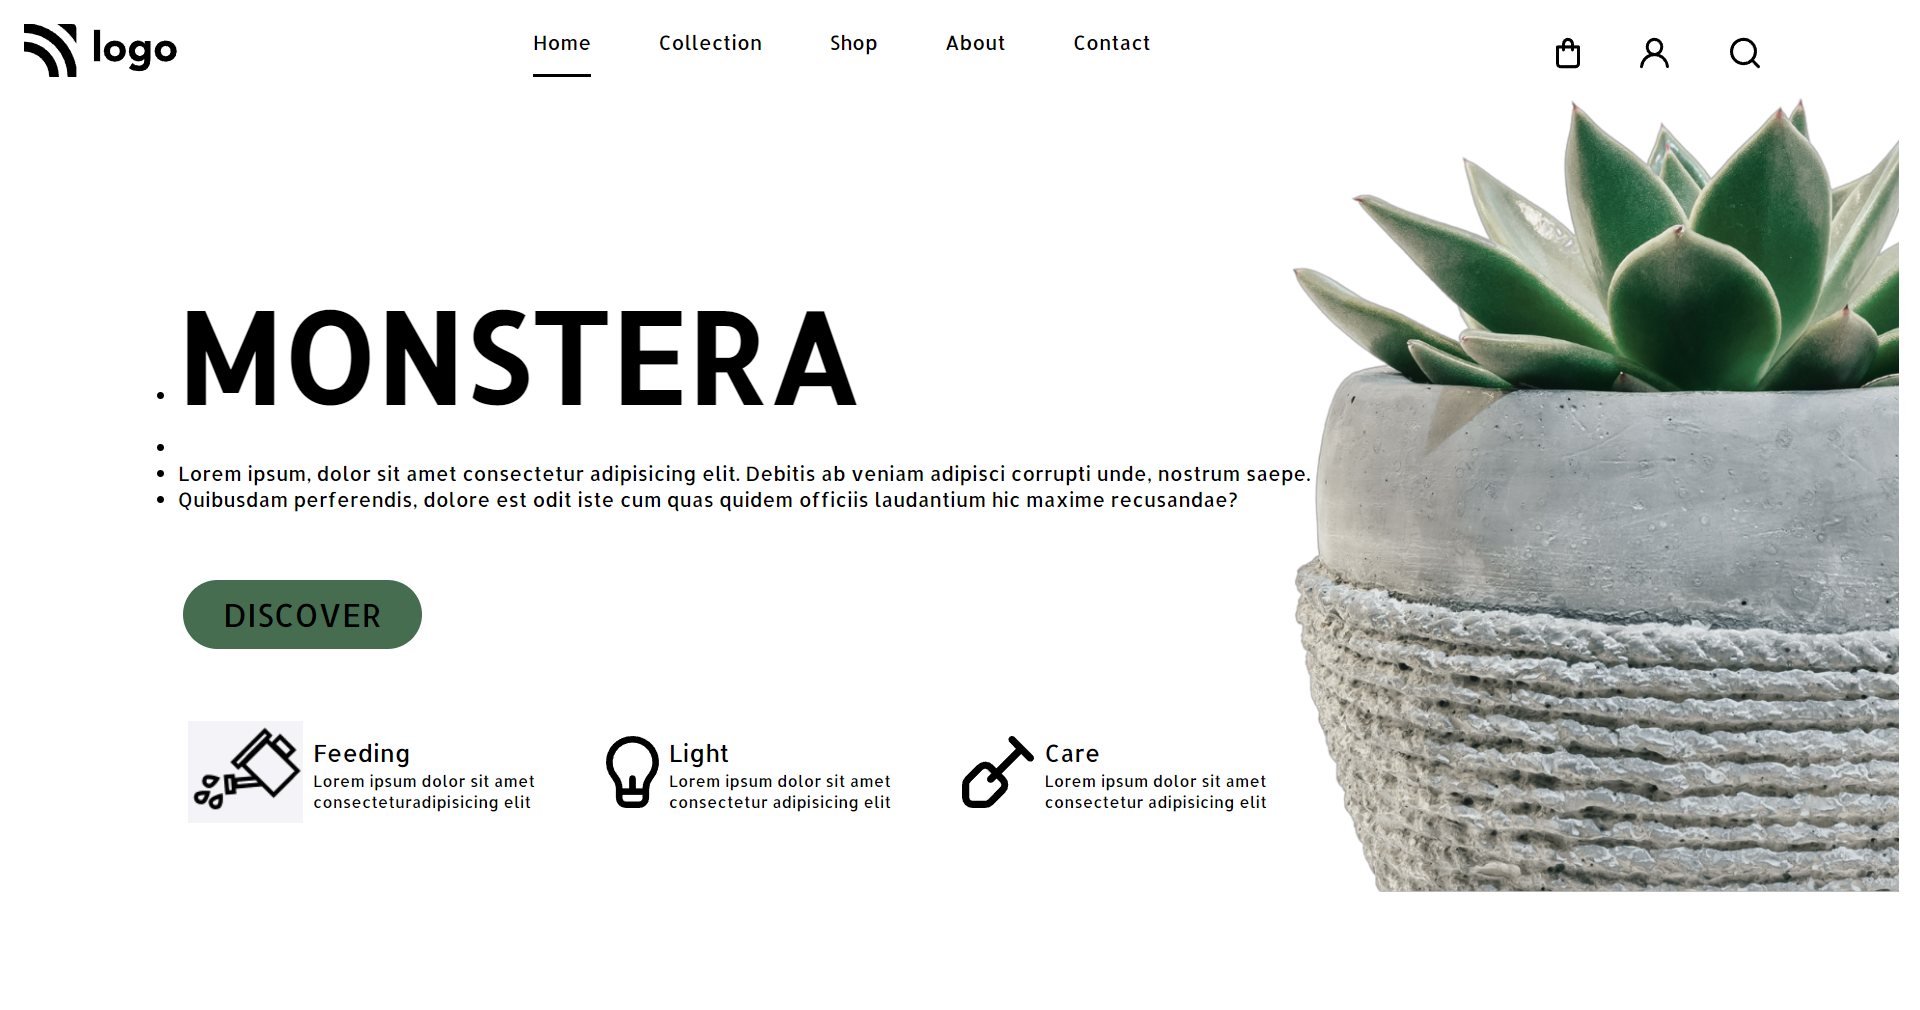 logo
Home
Collection
Shop
About
Contact
MONSTERA
Lorem ipsum, dolor sit amet consectetur adipisicing elit. Debitis ab veniam adipisci corrupti unde, nostrum saepe.
Quibusdam perferendis, dolore est odit iste cum quas quidem officiis laudantium hic maxime recusandae?
DISCOVER
Feeding
Lorem ipsum dolor sit amet
consecteturadipisicing elit
Light
Lorem ipsum dolor sit amet
consectetur adipisicing elit
Care
Lorem ipsum dolor sit amet
consectetur adipisicing elit